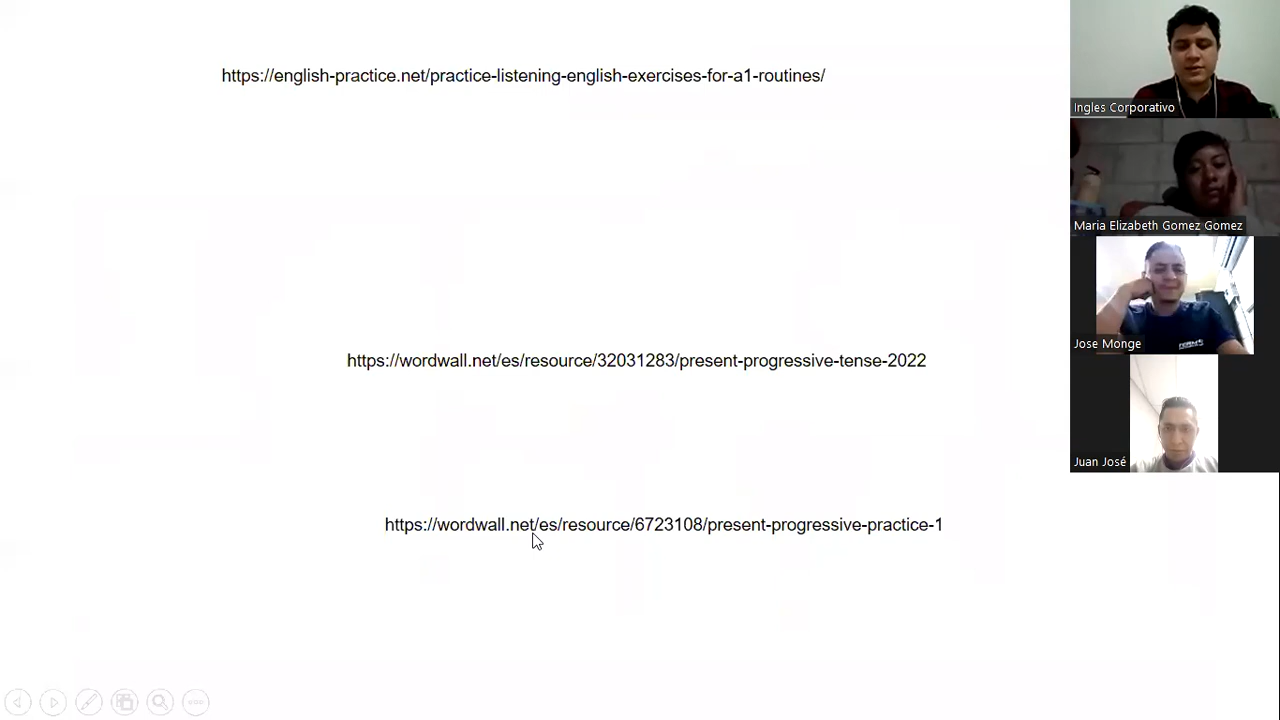 https://english-practice.net/practice-listening-english-exercises-for-a1-routines/
https://wordwall.net/es/resource/32031283/present-progressive-tense-2022
https://wordwall.net/es/resource/6723108/present-progressive-practice-1
Ingles Corporativo
Maria Elizabeth Gomez Gomez
Jose Monge
Juan José